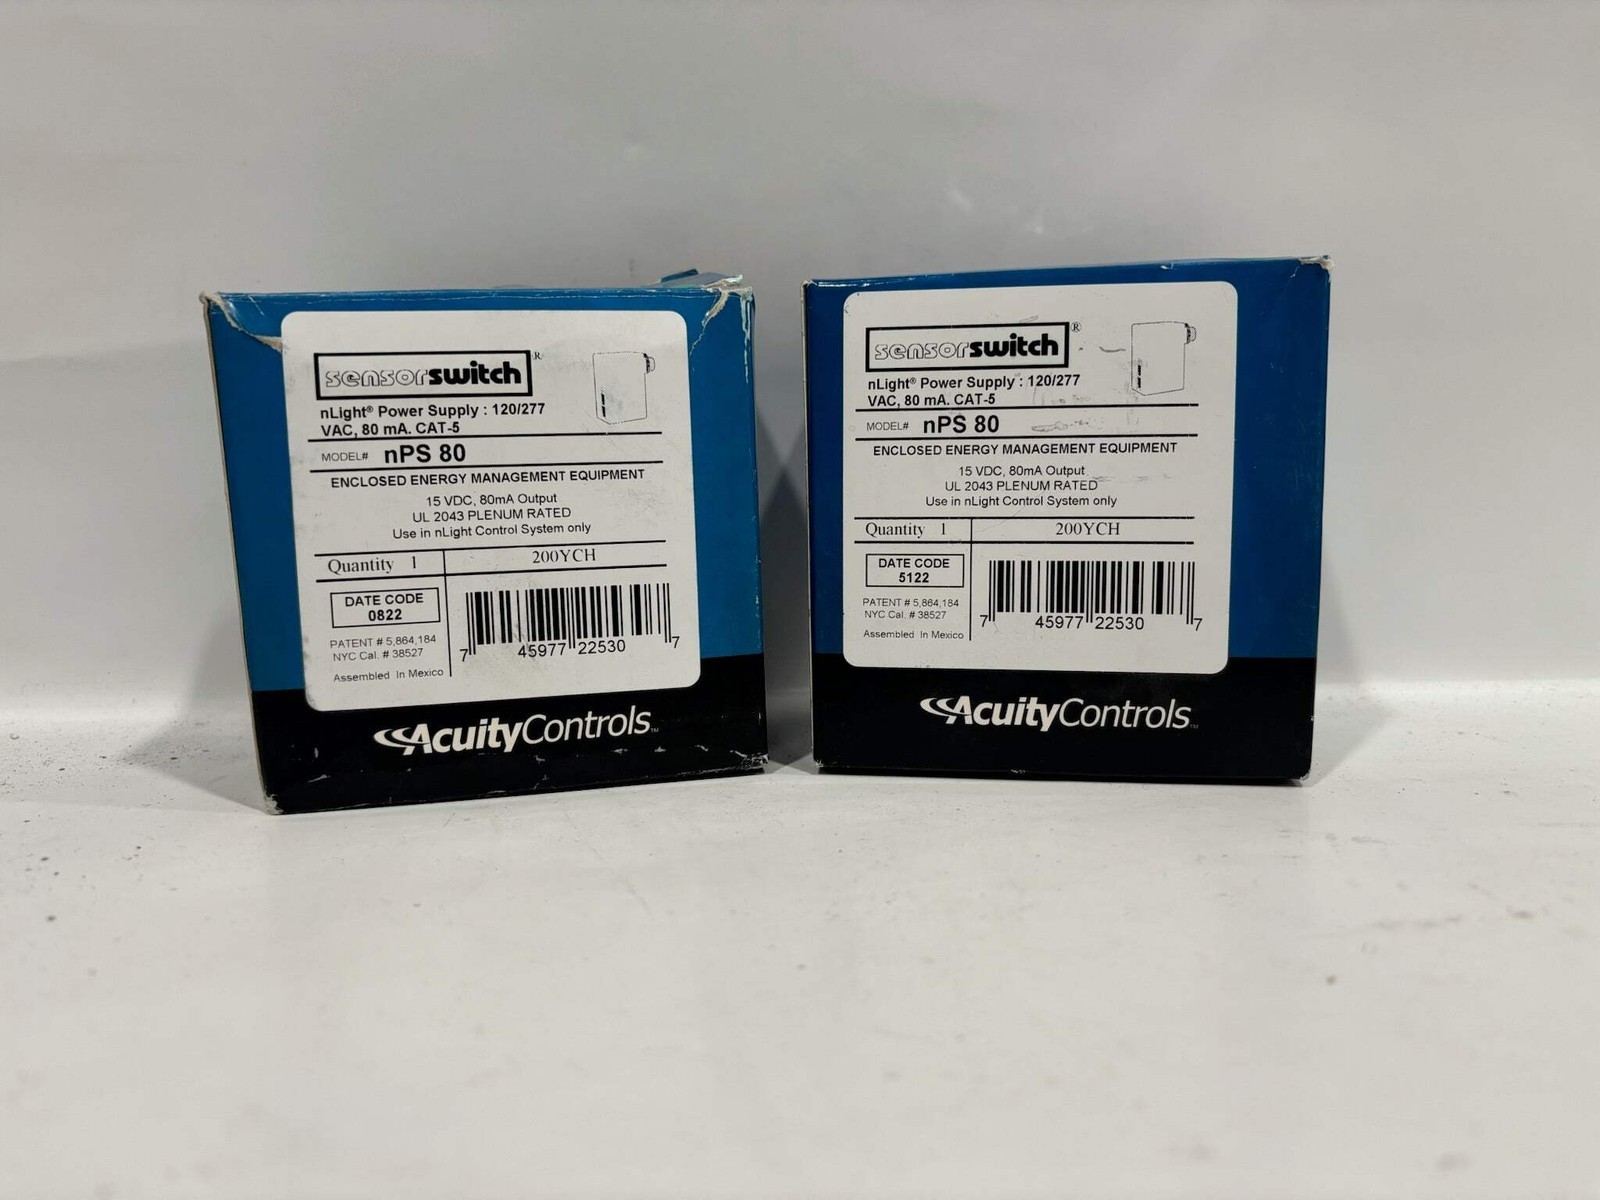 sensorswitch®
nLight® Power Supply : 120/277
VAC, 80 mA. CAT-5
MODEL# nPS 80
ENCLOSED ENERGY MANAGEMENT EQUIPMENT
15 VDC, 80mA Output
UL 2043 PLENUM RATED
Use in nLight Control System only
Quantity 1 200YCH
DATE CODE
0822
PATENT # 5,864,184
NYC Cal. # 38527
Assembled In Mexico
7 45977 22530 7
AcuityControls™
sensorswitch®
nLight® Power Supply : 120/277
VAC, 80 mA. CAT-5
MODEL# nPS 80
ENCLOSED ENERGY MANAGEMENT EQUIPMENT
15 VDC, 80mA Output
UL 2043 PLENUM RATED
Use in nLight Control System only
Quantity 1 200YCH
DATE CODE
5122
PATENT # 5,864,184
NYC Cal. # 38527
Assembled In Mexico
7 45977 22530 7
AcuityControls™